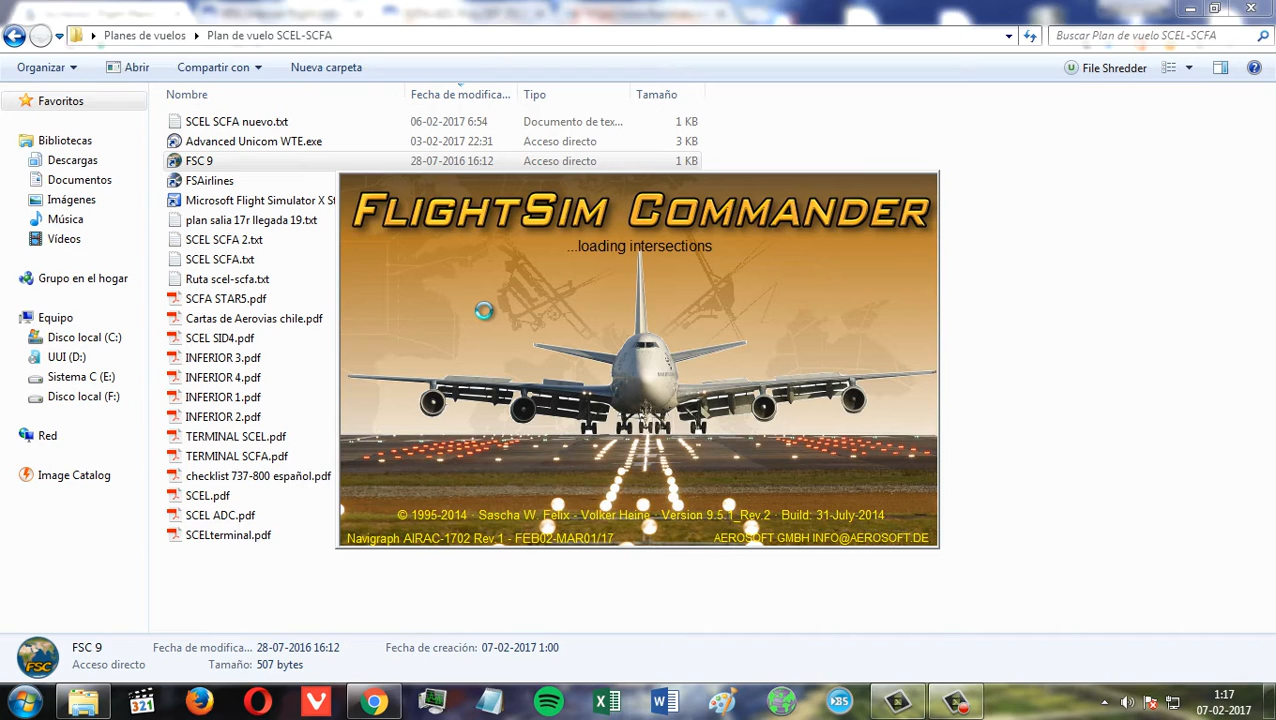 Planes de vuelos
Plan de vuelo SCEL-SCFA
Buscar Plan de vuelo SCEL-SCFA
Organizar
Abrir
Compartir con
Nueva carpeta
File Shredder
Favoritos
Bibliotecas
Descargas
Documentos
Imágenes
Música
Vídeos
Grupo en el hogar
Equipo
Disco local (C:)
UUI (D:)
Sistema C (E:)
Disco local (F:)
Red
Image Catalog
Nombre Fecha de modifica... Tipo Tamaño
SCEL SCFA nuevo.txt 06-02-2017 6:54 Documento de tex... 1 KB
Advanced Unicom WTE.exe 03-02-2017 22:31 Acceso directo 3 KB
FSC 9 28-07-2016 16:12 Acceso directo 1 KB
FSAirlines
Microsoft Flight Simulator X St
plan salia 17r llegada 19.txt
SCEL SCFA 2.txt
SCEL SCFA.txt
Ruta scel-scfa.txt
SCFA STAR5.pdf
Cartas de Aerovias chile.pdf
SCEL SID4.pdf
INFERIOR 3.pdf
INFERIOR 4.pdf
INFERIOR 1.pdf
INFERIOR 2.pdf
TERMINAL SCEL.pdf
TERMINAL SCFA.pdf
checklist 737-800 español.pdf
SCEL.pdf
SCEL ADC.pdf
SCELterminal.pdf
FLIGHTSIM COMMANDER
...loading intersections
© 1995-2014 · Sascha W. Felix - Volker Heine - Version 9.5.1_Rev.2 · Build: 31-July-2014
Navigraph AIRAC-1702 Rev.1 - FEB02-MAR01/17
AEROSOFT GMBH INFO@AEROSOFT.DE
FSC
FSC 9 Fecha de modifica... 28-07-2016 16:12 Fecha de creación: 07-02-2017 1:00
Acceso directo Tamaño: 507 bytes
321
1:17
07-02-2017